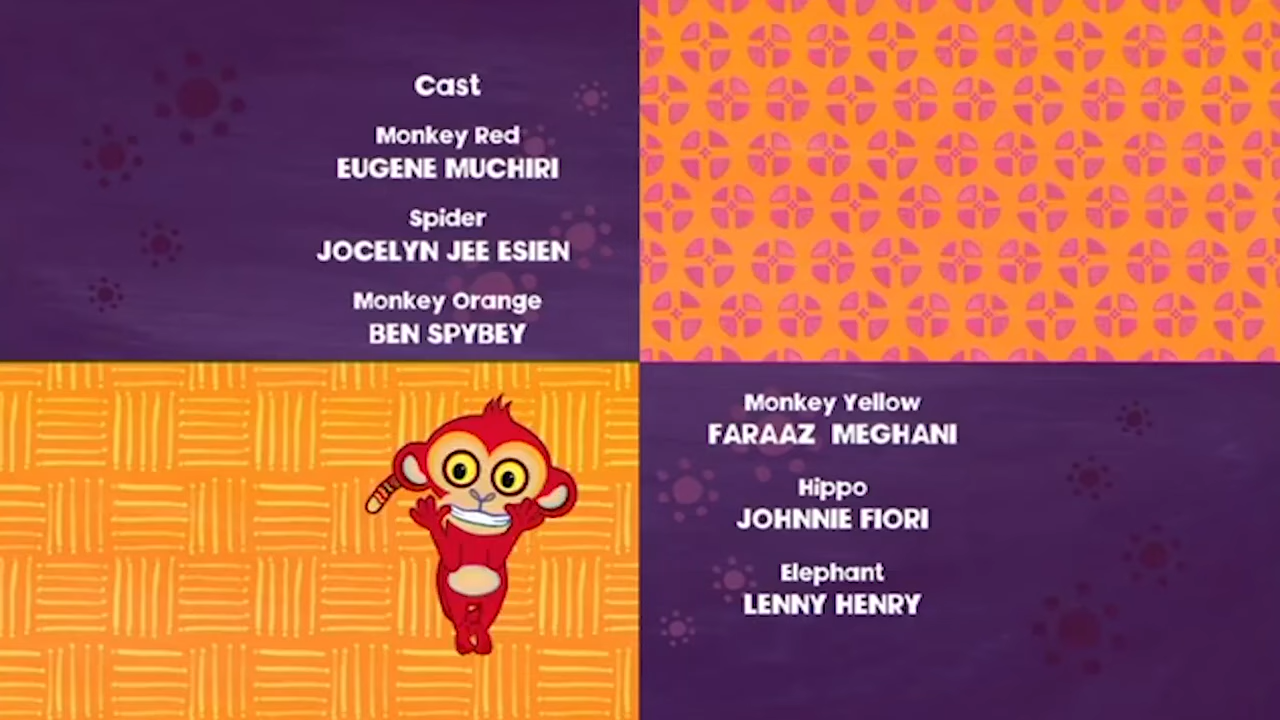 Cast
Monkey Red
EUGENE MUCHIRI
Spider
JOCELYN JEE ESIEN
Monkey Orange
BEN SPYBEY
Monkey Yellow
FARAAZ MEGHANI
Hippo
JOHNNIE FIORI
Elephant
LENNY HENRY